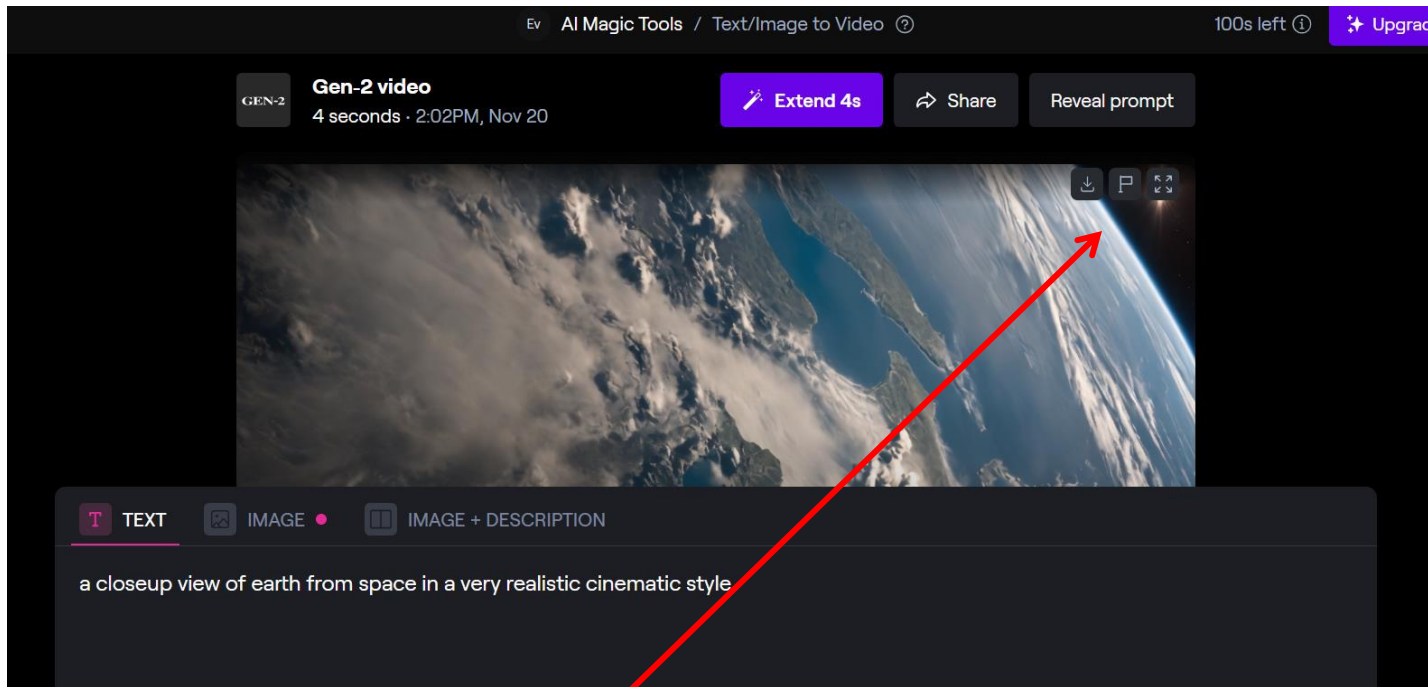 Ev AI Magic Tools / Text/Image to Video
100s left
Upgrad
GEN-2
Gen-2 video
4 seconds · 2:02PM, Nov 20
Extend 4s
Share
Reveal prompt
T TEXT
IMAGE
IMAGE + DESCRIPTION
a closeup view of earth from space in a very realistic cinematic style